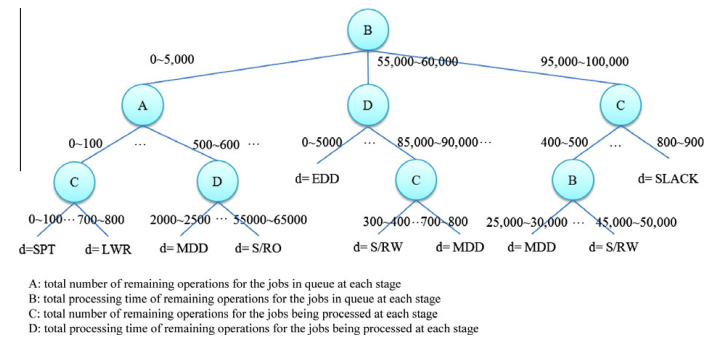 B
0~5,000 55,000~60,000 95,000~100,000
A D C
0~100 ... 500~600 ... 0~5000 ... 85,000~90,000... 400~500 ... 800~900
C D d= EDD C B d= SLACK
0~100...700~800 2000~2500 ... 55000~65000 300~400..700~800 25,000~30,000 ... 45,000~50,000
d=SPT d= LWR d= MDD d= S/RO d= S/RW d= MDD d= MDD d= S/RW
A: total number of remaining operations for the jobs in queue at each stage
B: total processing time of remaining operations for the jobs in queue at each stage
C: total number of remaining operations for the jobs being processed at each stage
D: total processing time of remaining operations for the jobs being processed at each stage